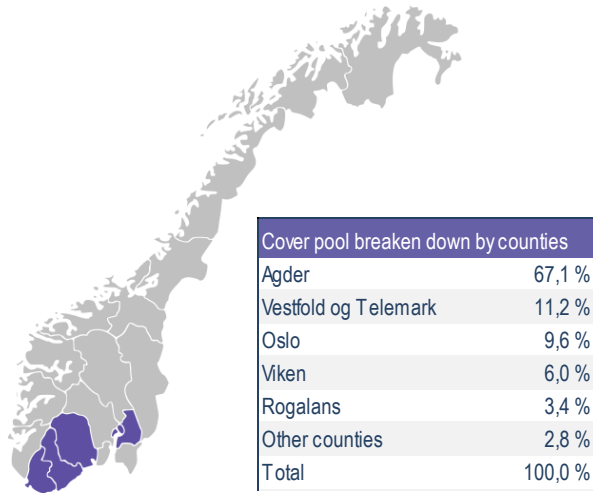 Cover pool breaken down by counties
Agder 67,1 %
Vestfold og Telemark 11,2 %
Oslo 9,6 %
Viken 6,0 %
Rogalans 3,4 %
Other counties 2,8 %
Total 100,0 %